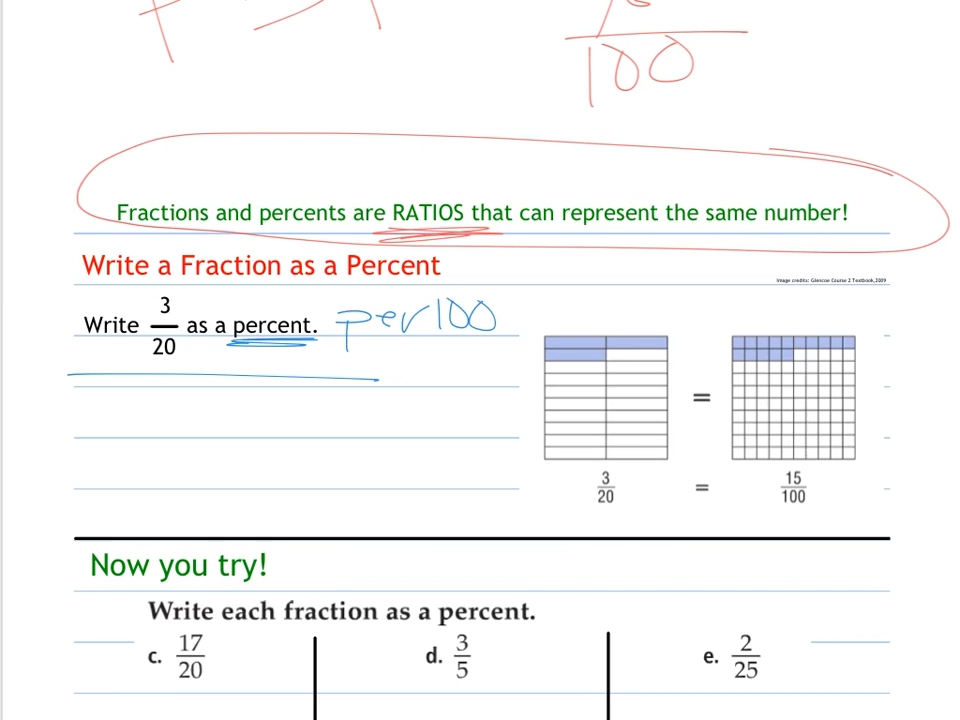 100
Fractions and percents are RATIOS that can represent the same number!
Write a Fraction as a Percent
Image credits: Glencoe Course 2 Textbook,2009
Write 3/20 as a percent. per 100
=
3/20 = 15/100
Now you try!
Write each fraction as a percent.
c. 17/20 d. 3/5 e. 2/25